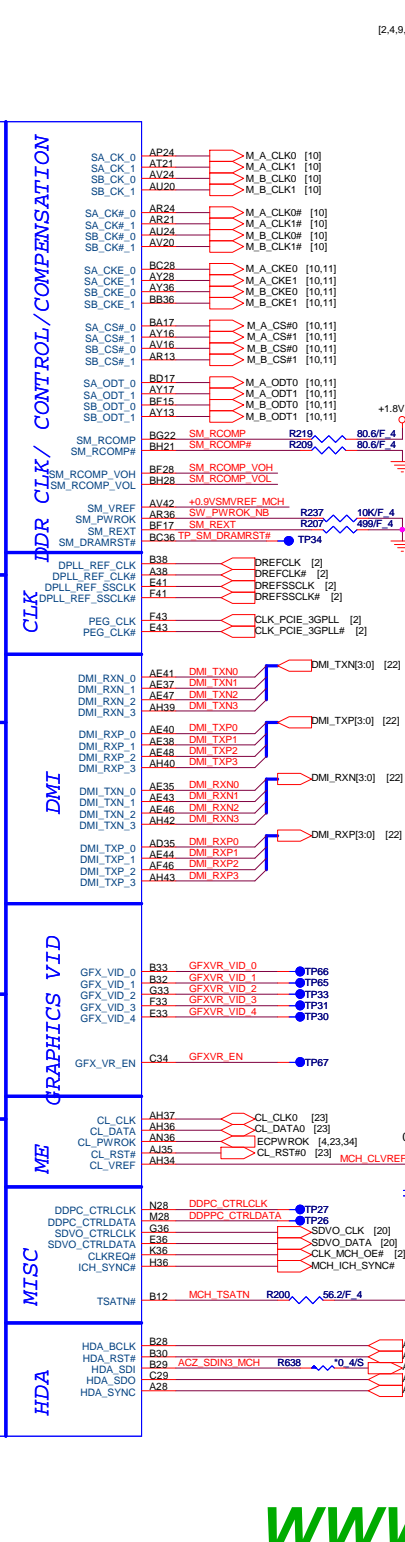 [2,4,9,
DDR CLK/ CONTROL/COMPENSATION
SA_CK_0 AP24 M_A_CLK0 [10]
SA_CK_1 AT21 M_A_CLK1 [10]
SB_CK_0 AV24 M_B_CLK0 [10]
SB_CK_1 AU20 M_B_CLK1 [10]
SA_CK#_0 AR24 M_A_CLK0# [10]
SA_CK#_1 AR21 M_A_CLK1# [10]
SB_CK#_0 AU24 M_B_CLK0# [10]
SB_CK#_1 AV20 M_B_CLK1# [10]
SA_CKE_0 BC28 M_A_CKE0 [10,11]
SA_CKE_1 AY28 M_A_CKE1 [10,11]
SB_CKE_0 AY36 M_B_CKE0 [10,11]
SB_CKE_1 BB36 M_B_CKE1 [10,11]
SA_CS#_0 BA17 M_A_CS#0 [10,11]
SA_CS#_1 AY16 M_A_CS#1 [10,11]
SB_CS#_0 AV16 M_B_CS#0 [10,11]
SB_CS#_1 AR13 M_B_CS#1 [10,11]
SA_ODT_0 BD17 M_A_ODT0 [10,11]
SA_ODT_1 AY17 M_A_ODT1 [10,11]
SB_ODT_0 BF15 M_B_ODT0 [10,11]
SB_ODT_1 AY13 M_B_ODT1 [10,11]
+1.8V
SM_RCOMP BG22 SM_RCOMP R219 80.6/F_4
SM_RCOMP# BH21 SM_RCOMP# R209 80.6/F_4
SM_RCOMP_VOH BF28 SM_RCOMP_VOH
SM_RCOMP_VOL BH28 SM_RCOMP_VOL
SM_VREF AV42 +0.9VSMVREF_MCH
SM_PWROK AR36 SW_PWROK_NB R237 10K/F_4
SM_REXT BF17 SM_REXT R207 499/F_4
SM_DRAMRST# BC36 TP_SM_DRAMRST# TP34
CLK
DPLL_REF_CLK B38 DREFCLK [2]
DPLL_REF_CLK# A38 DREFCLK# [2]
DPLL_REF_SSCLK E41 DREFSSCLK [2]
DPLL_REF_SSCLK# F41 DREFSSCLK# [2]
PEG_CLK F43 CLK_PCIE_3GPLL [2]
PEG_CLK# E43 CLK_PCIE_3GPLL# [2]
DMI
DMI_TXN[3:0] [22]
DMI_RXN_0 AE41 DMI_TXN0
DMI_RXN_1 AE37 DMI_TXN1
DMI_RXN_2 AE47 DMI_TXN2
DMI_RXN_3 AH39 DMI_TXN3
DMI_TXP[3:0] [22]
DMI_RXP_0 AE40 DMI_TXP0
DMI_RXP_1 AE38 DMI_TXP1
DMI_RXP_2 AE48 DMI_TXP2
DMI_RXP_3 AH40 DMI_TXP3
DMI_RXN[3:0] [22]
DMI_TXN_0 AE35 DMI_RXN0
DMI_TXN_1 AE43 DMI_RXN1
DMI_TXN_2 AE46 DMI_RXN2
DMI_TXN_3 AH42 DMI_RXN3
DMI_RXP[3:0] [22]
DMI_TXP_0 AD35 DMI_RXP0
DMI_TXP_1 AE44 DMI_RXP1
DMI_TXP_2 AF46 DMI_RXP2
DMI_TXP_3 AH43 DMI_RXP3
GRAPHICS VID
GFX_VID_0 B33 GFXVR_VID_0 TP66
GFX_VID_1 B32 GFXVR_VID_1 TP65
GFX_VID_2 G33 GFXVR_VID_2 TP33
GFX_VID_3 F33 GFXVR_VID_3 TP31
GFX_VID_4 E33 GFXVR_VID_4 TP30
GFX_VR_EN C34 GFXVR_EN TP67
ME
CL_CLK AH37 CL_CLK0 [23]
CL_DATA AH36 CL_DATA0 [23]
CL_PWROK AN36 ECPWROK [4,23,34]
CL_RST# AJ35 CL_RST#0 [23]
CL_VREF AH34 MCH_CLVREF
MISC
DDPC_CTRLCLK N28 DDPC_CTRLCLK TP27
DDPC_CTRLDATA M28 DDPPC_CTRLDATA TP26
SDVO_CTRLCLK G36 SDVO_CLK [20]
SDVO_CTRLDATA E36 SDVO_DATA [20]
CLKREQ# K36 CLK_MCH_OE# [2]
ICH_SYNC# H36 MCH_ICH_SYNC#
TSATN# B12 MCH_TSATN R200 56.2/F_4
HDA
HDA_BCLK B28
HDA_RST# B30
HDA_SDI B29 ACZ_SDIN3_MCH R638 *0_4/S
HDA_SDO C29
HDA_SYNC A28
www